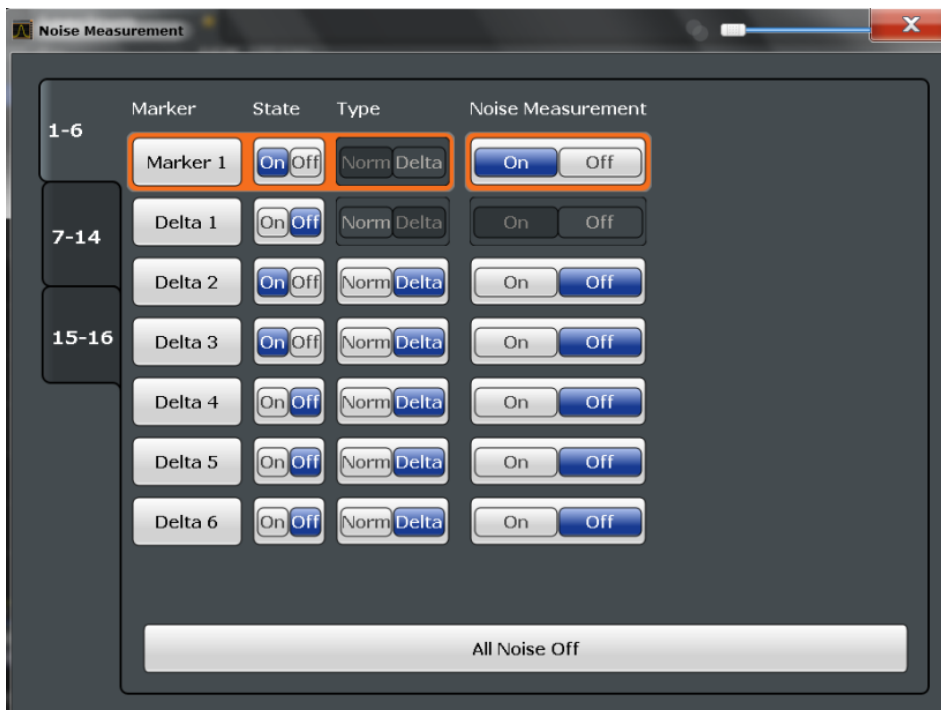 Noise Measurement
X
1-6
7-14
15-16
Marker State Type Noise Measurement
Marker 1 On Off Norm Delta On Off
Delta 1 On Off Norm Delta On Off
Delta 2 On Off Norm Delta On Off
Delta 3 On Off Norm Delta On Off
Delta 4 On Off Norm Delta On Off
Delta 5 On Off Norm Delta On Off
Delta 6 On Off Norm Delta On Off
All Noise Off